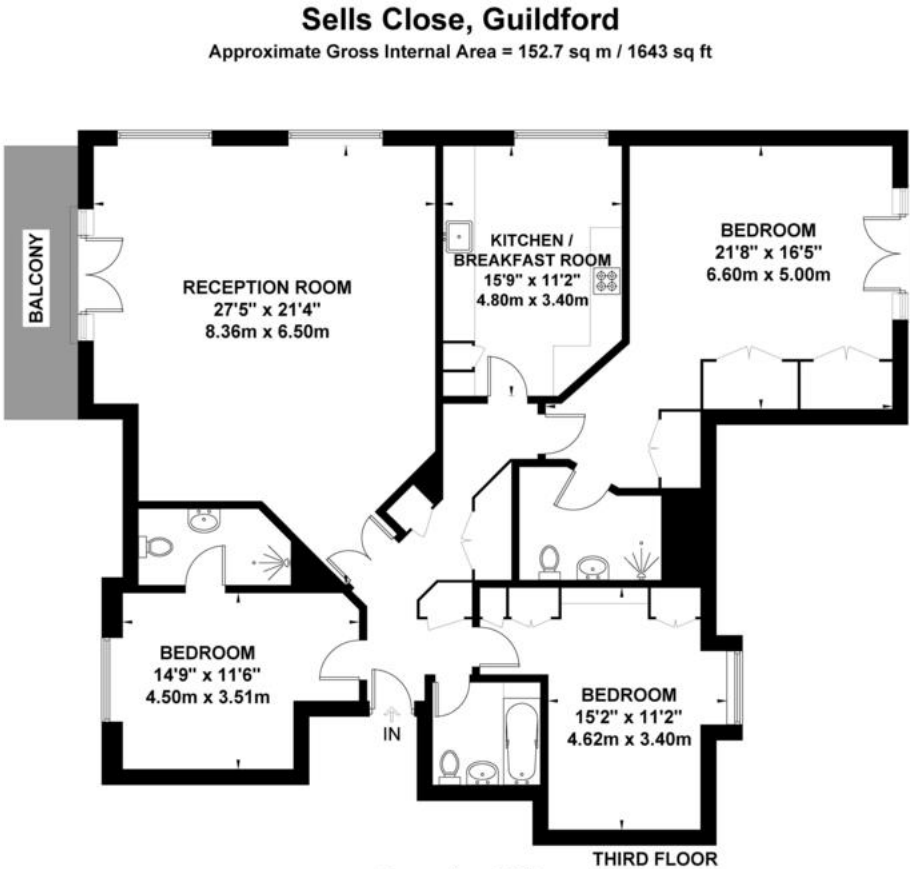 Sells Close, Guildford
Approximate Gross Internal Area = 152.7 sq m / 1643 sq ft
BALCONY
RECEPTION ROOM
27'5" x 21'4"
8.36m x 6.50m
KITCHEN /
BREAKFAST ROOM
15'9" x 11'2"
4.80m x 3.40m
BEDROOM
21'8" x 16'5"
6.60m x 5.00m
BEDROOM
14'9" x 11'6"
4.50m x 3.51m
IN
BEDROOM
15'2" x 11'2"
4.62m x 3.40m
THIRD FLOOR